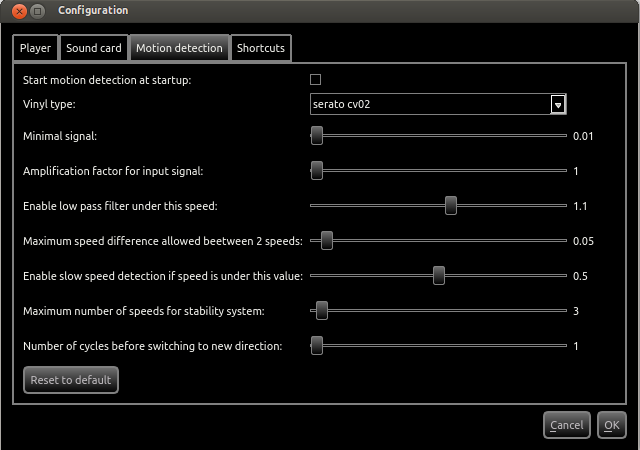 Configuration
Player Sound card Motion detection Shortcuts
Start motion detection at startup:
Vinyl type: serato cv02
Minimal signal: 0.01
Amplification factor for input signal: 1
Enable low pass filter under this speed: 1.1
Maximum speed difference allowed beetween 2 speeds: 0.05
Enable slow speed detection if speed is under this value: 0.5
Maximum number of speeds for stability system: 3
Number of cycles before switching to new direction: 1
Reset to default
Cancel OK